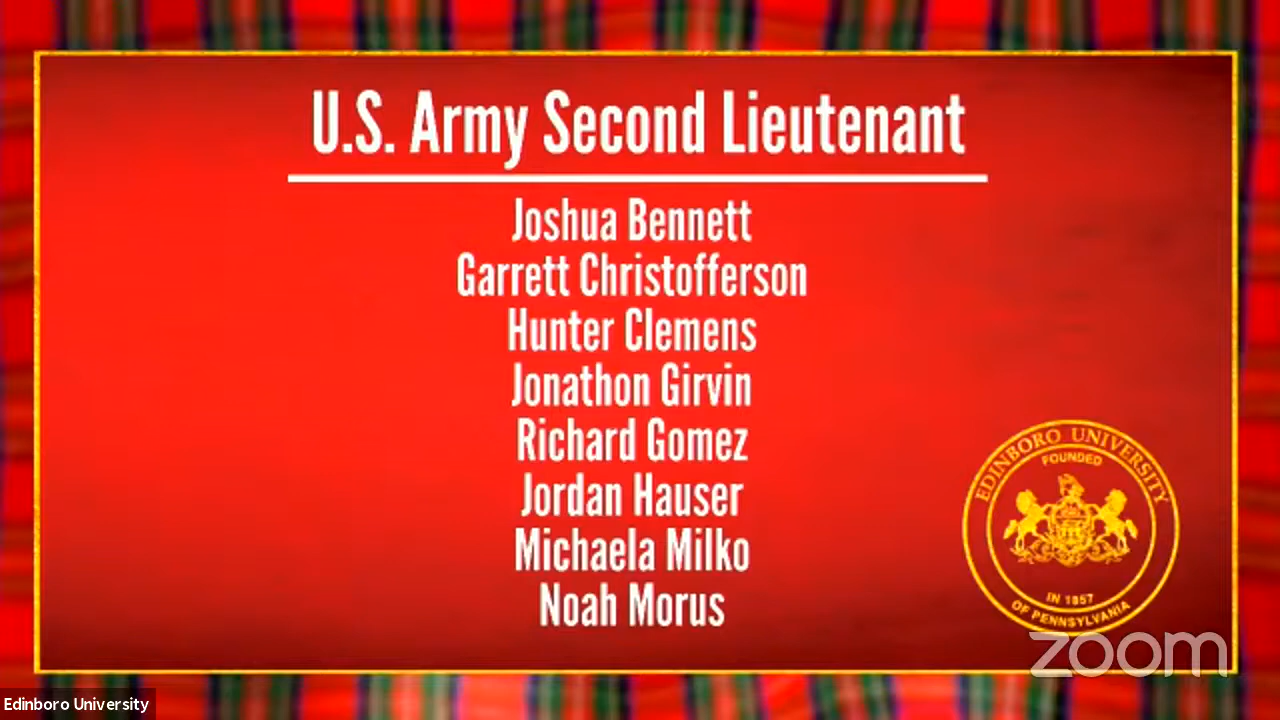 U.S. Army Second Lieutenant
Joshua Bennett
Garrett Christofferson
Hunter Clemens
Jonathon Girvin
Richard Gomez
Jordan Hauser
Michaela Milko
Noah Morus
EDINBORO UNIVERSITY
FOUNDED
IN 1857
OF PENNSYLVANIA
zoom
Edinboro University